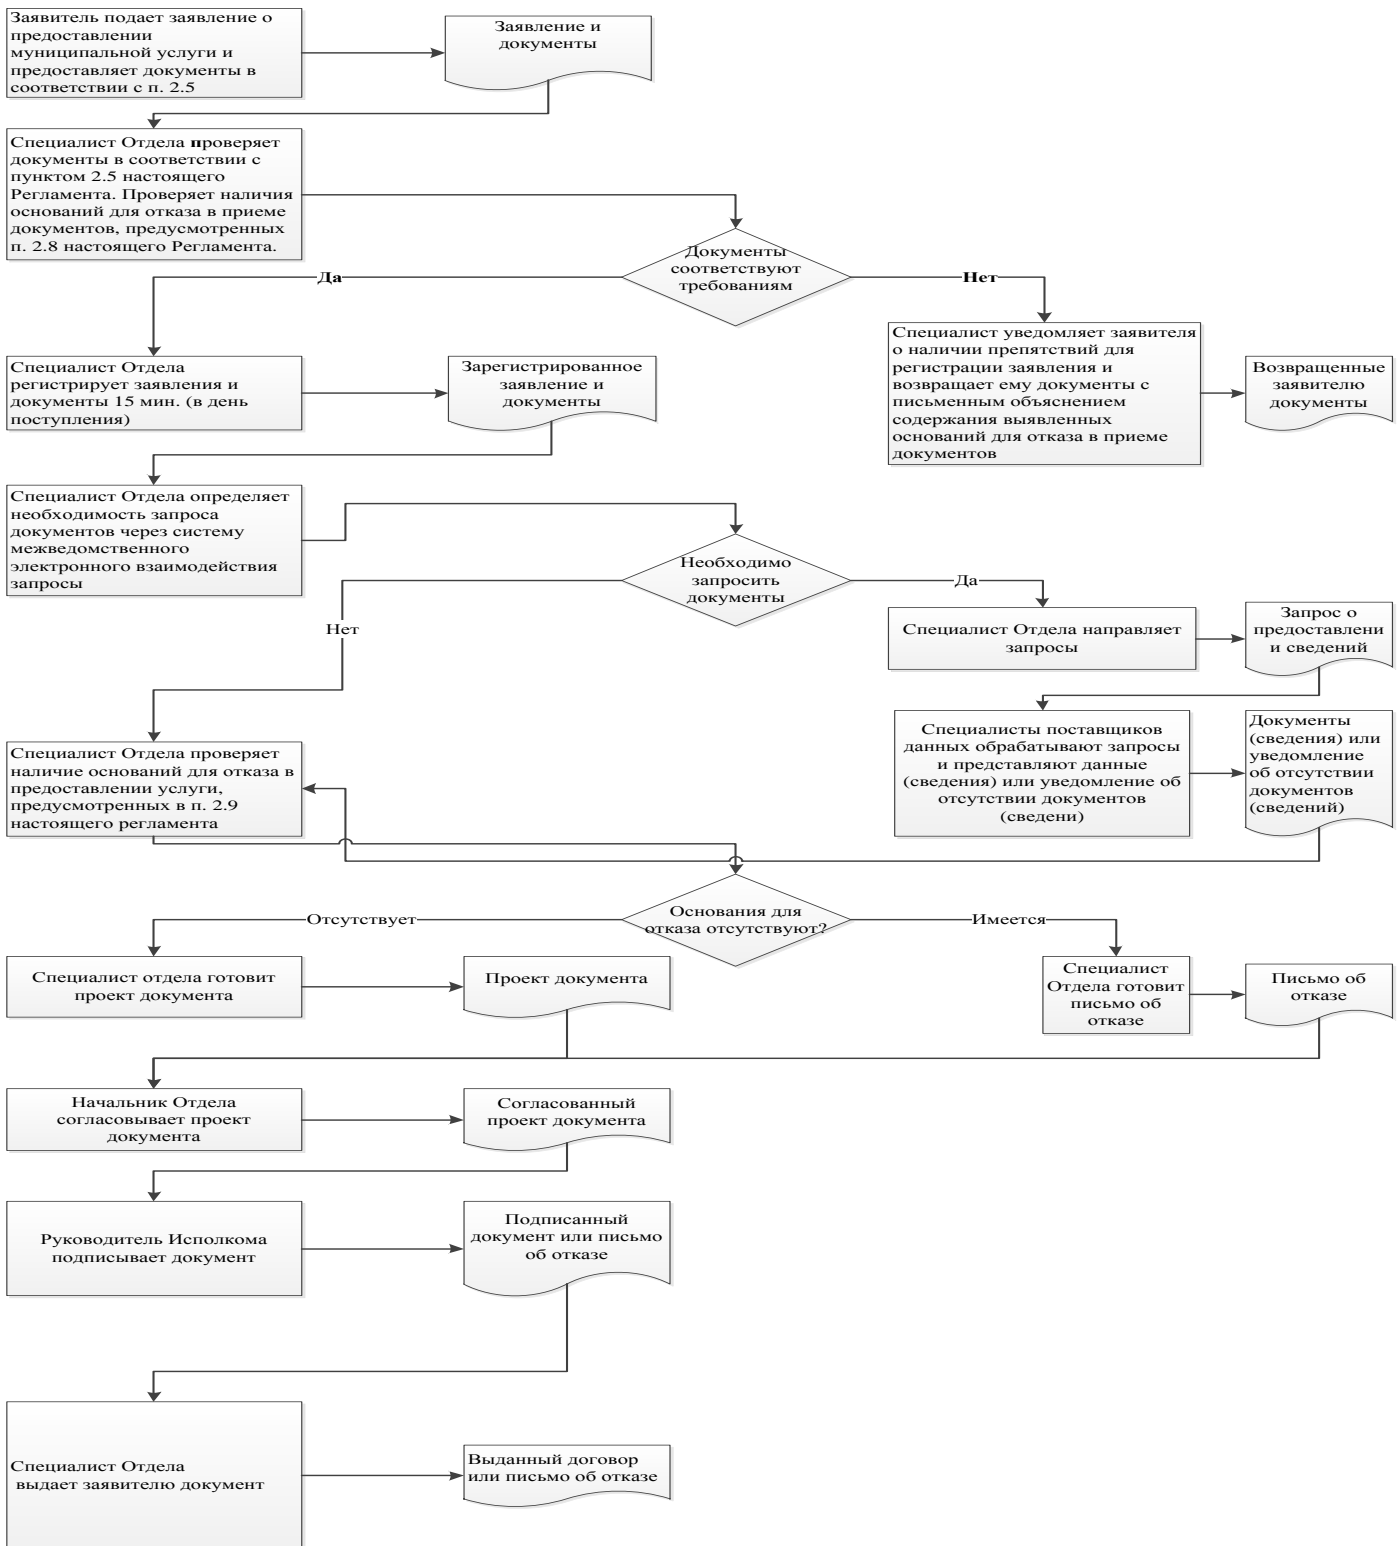 Заявитель подает заявление о
предоставлении
муниципальной услуги и
предоставляет документы в
соответствии с п. 2.5
Заявление и
документы
Специалист Отдела проверяет
документы в соответствии с
пунктом 2.5 настоящего
Регламента. Проверяет наличия
оснований для отказа в приеме
документов, предусмотренных
п. 2.8 настоящего Регламента.
Документы
соответствуют
требованиям
Да
Нет
Специалист Отдела
регистрирует заявления и
документы 15 мин. (в день
поступления)
Зарегистрированное
заявление и
документы
Специалист уведомляет заявителя
о наличии препятствий для
регистрации заявления и
возвращает ему документы с
письменным объяснением
содержания выявленных
оснований для отказа в приеме
документов
Возвращенные
заявителю
документы
Специалист Отдела определяет
необходимость запроса
документов через систему
межведомственного
электронного взаимодействия
запросы
Необходимо
запросить
документы
Да
Нет
Специалист Отдела направляет
запросы
Запрос о
предоставлени
и сведений
Специалисты поставщиков
данных обрабатывают запросы
и представляют данные
(сведения) или уведомление об
отсутствии документов
(сведени)
Документы
(сведения) или
уведомление
об отсутствии
документов
(сведений)
Специалист Отдела проверяет
наличие оснований для отказа в
предоставлении услуги,
предусмотренных в п. 2.9
настоящего регламента
Основания для
отказа отсутствуют?
Отсутствует
Имеется
Специалист отдела готовит
проект документа
Проект документа
Специалист
Отдела готовит
письмо об
отказе
Письмо об
отказе
Начальник Отдела
согласовывает проект
документа
Согласованный
проект документа
Руководитель Исполкома
подписывает документ
Подписанный
документ или письмо
об отказе
Специалист Отдела
выдает заявителю документ
Выданный договор
или письмо об отказе